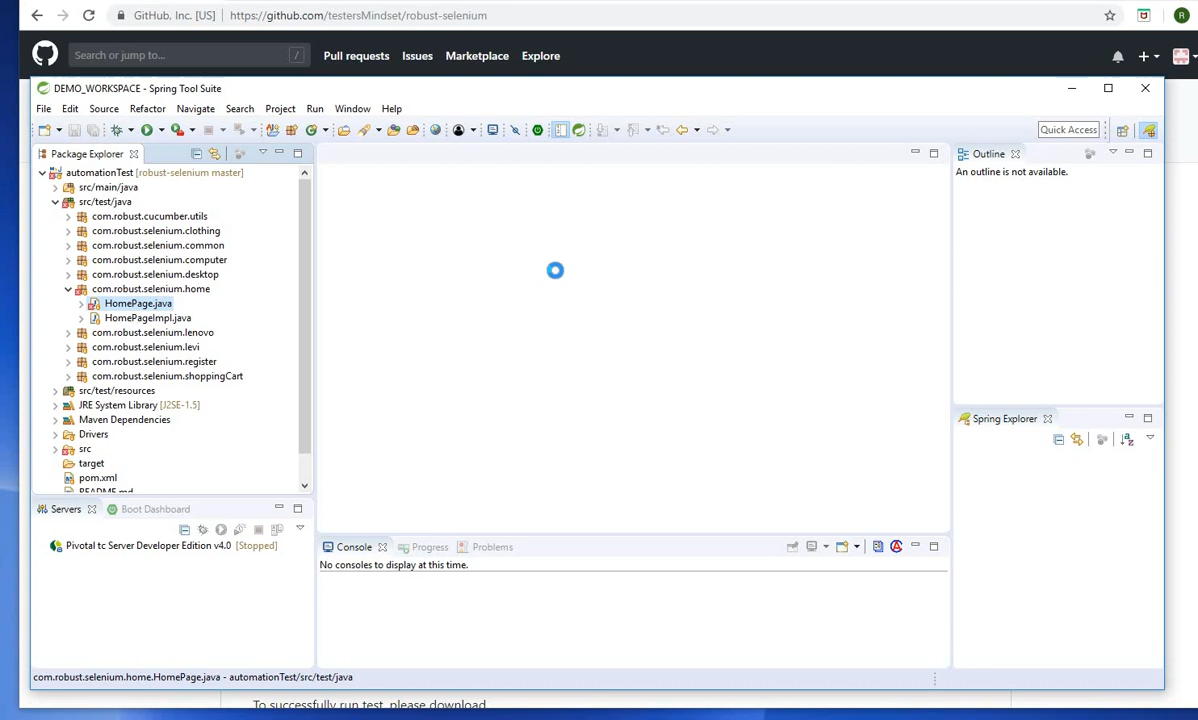 GitHub, Inc. [US] https://github.com/testersMindset/robust-selenium
R
Search or jump to... /
Pull requests Issues Marketplace Explore
DEMO_WORKSPACE - Spring Tool Suite
File Edit Source Refactor Navigate Search Project Run Window Help
Quick Access
Package Explorer
automationTest [robust-selenium master]
src/main/java
src/test/java
com.robust.cucumber.utils
com.robust.selenium.clothing
com.robust.selenium.common
com.robust.selenium.computer
com.robust.selenium.desktop
com.robust.selenium.home
HomePage.java
HomePageImpl.java
com.robust.selenium.lenovo
com.robust.selenium.levi
com.robust.selenium.register
com.robust.selenium.shoppingCart
src/test/resources
JRE System Library [J2SE-1.5]
Maven Dependencies
Drivers
src
target
pom.xml
README.md
Outline
An outline is not available.
Spring Explorer
Servers Boot Dashboard
Pivotal tc Server Developer Edition v4.0 [Stopped]
Console Progress Problems
No consoles to display at this time.
com.robust.selenium.home.HomePage.java - automationTest/src/test/java
To successfully run test, please download